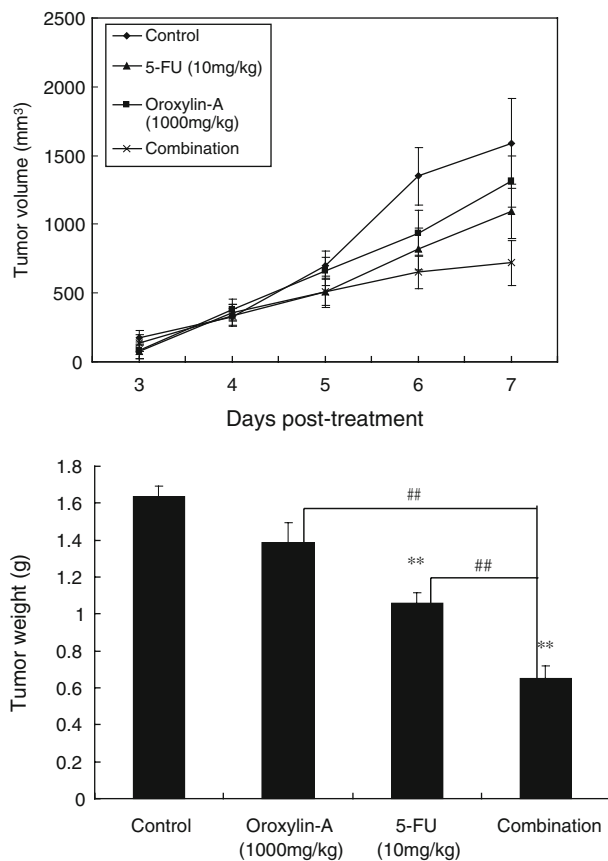 2500
2000
1500
1000
500
0
Tumor volume (mm³)
Control
5-FU (10mg/kg)
Oroxylin-A
(1000mg/kg)
Combination
3 4 5 6 7
Days post-treatment
1.8
1.6
1.4
1.2
1
0.8
0.6
0.4
0.2
0
Tumor weight (g)
##
**
##
**
Control Oroxylin-A 5-FU Combination
(1000mg/kg) (10mg/kg)